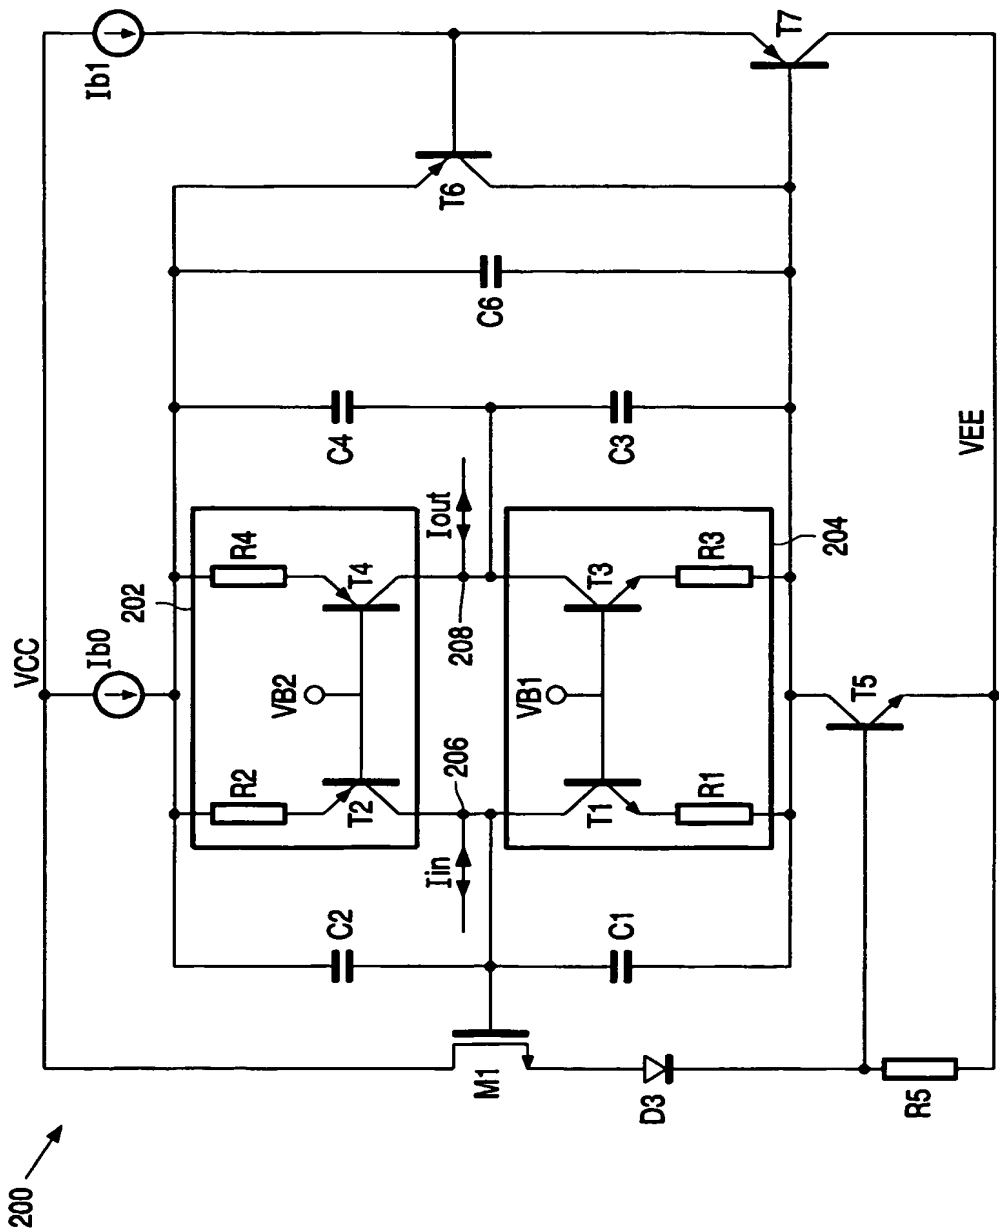 200
VCC
Ib0
Ib1
202
R2
R4
T2
T4
VB2
C2
C4
C6
T6
206
208
Iin
Iout
M1
VB1
T1
T3
C1
C3
R1
R3
204
D3
T5
T7
R5
VEE